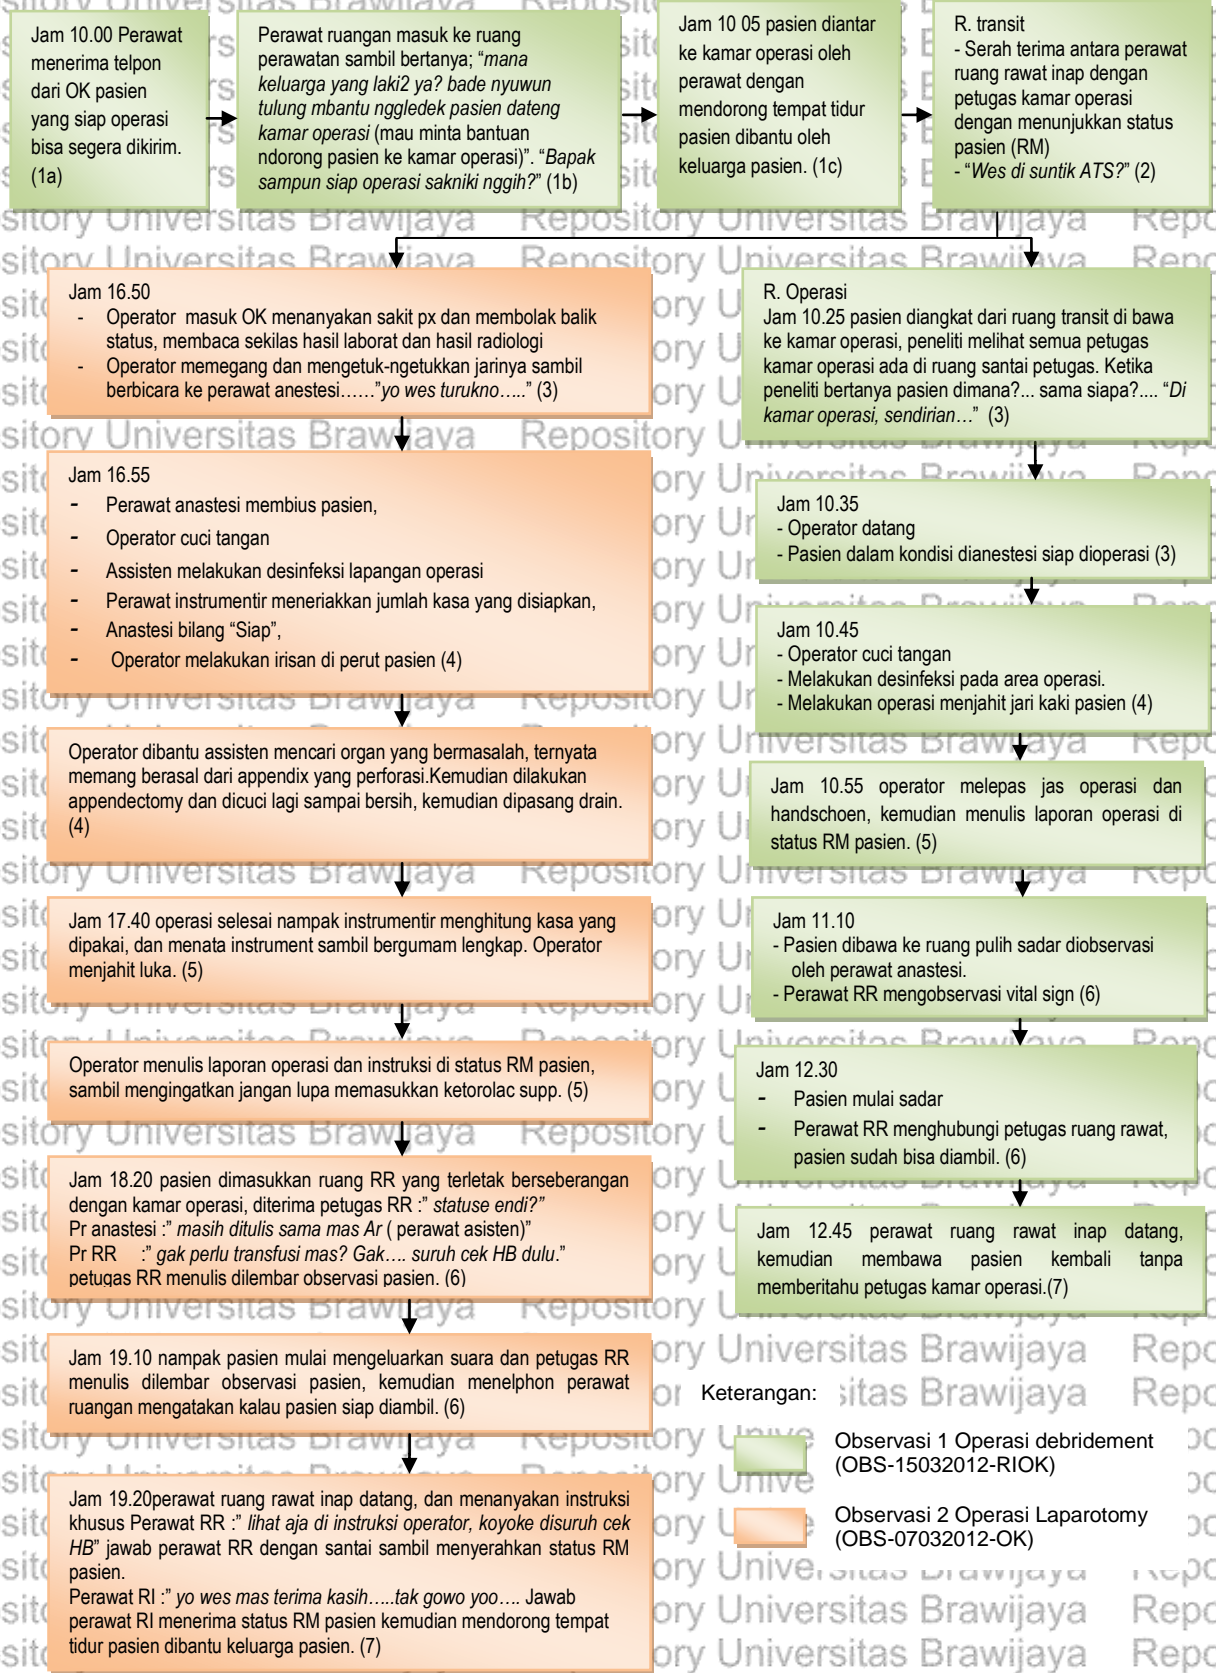 Jam 10.00 Perawat
menerima telpon
dari OK pasien
yang siap operasi
bisa segera dikirim.
(1a)
Perawat ruangan masuk ke ruang
perawatan sambil bertanya; “mana
keluarga yang laki2 ya? bade nyuwun
tulung mbantu nggledek pasien dateng
kamar operasi (mau minta bantuan
ndorong pasien ke kamar operasi)”. “Bapak
sampun siap operasi sakniki nggih?” (1b)
Jam 10 05 pasien diantar
ke kamar operasi oleh
perawat dengan
mendorong tempat tidur
pasien dibantu oleh
keluarga pasien. (1c)
R. transit
- Serah terima antara perawat
ruang rawat inap dengan
petugas kamar operasi
dengan menunjukkan status
pasien (RM)
- “Wes di suntik ATS?” (2)
Jam 16.50
- Operator masuk OK menanyakan sakit px dan membolak balik
status, membaca sekilas hasil laborat dan hasil radiologi
- Operator memegang dan mengetuk-ngetukkan jarinya sambil
berbicara ke perawat anestesi……”yo wes turukno…..” (3)
Jam 16.55
- Perawat anastesi membius pasien,
- Operator cuci tangan
- Assisten melakukan desinfeksi lapangan operasi
- Perawat instrumentir meneriakkan jumlah kasa yang disiapkan,
- Anastesi bilang “Siap”,
- Operator melakukan irisan di perut pasien (4)
Operator dibantu assisten mencari organ yang bermasalah, ternyata
memang berasal dari appendix yang perforasi.Kemudian dilakukan
appendectomy dan dicuci lagi sampai bersih, kemudian dipasang drain.
(4)
Jam 17.40 operasi selesai nampak instrumentir menghitung kasa yang
dipakai, dan menata instrument sambil bergumam lengkap. Operator
menjahit luka. (5)
Operator menulis laporan operasi dan instruksi di status RM pasien,
sambil mengingatkan jangan lupa memasukkan ketorolac supp. (5)
Jam 18.20 pasien dimasukkan ruang RR yang terletak berseberangan
dengan kamar operasi, diterima petugas RR :” statuse endi?”
Pr anastesi :” masih ditulis sama mas Ar ( perawat asisten)”
Pr RR :” gak perlu transfusi mas? Gak…. suruh cek HB dulu.”
petugas RR menulis dilembar observasi pasien. (6)
Jam 19.10 nampak pasien mulai mengeluarkan suara dan petugas RR
menulis dilembar observasi pasien, kemudian menelphon perawat
ruangan mengatakan kalau pasien siap diambil. (6)
Jam 19.20perawat ruang rawat inap datang, dan menanyakan instruksi
khusus Perawat RR :” lihat aja di instruksi operator, koyoke disuruh cek
HB” jawab perawat RR dengan santai sambil menyerahkan status RM
pasien.
Perawat RI :” yo wes mas terima kasih…..tak gowo yoo…. Jawab
perawat RI menerima status RM pasien kemudian mendorong tempat
tidur pasien dibantu keluarga pasien. (7)
R. Operasi
Jam 10.25 pasien diangkat dari ruang transit di bawa
ke kamar operasi, peneliti melihat semua petugas
kamar operasi ada di ruang santai petugas. Ketika
peneliti bertanya pasien dimana?... sama siapa?.... “Di
kamar operasi, sendirian…” (3)
Jam 10.35
- Operator datang
- Pasien dalam kondisi dianestesi siap dioperasi (3)
Jam 10.45
- Operator cuci tangan
- Melakukan desinfeksi pada area operasi.
- Melakukan operasi menjahit jari kaki pasien (4)
Jam 10.55 operator melepas jas operasi dan
handschoen, kemudian menulis laporan operasi di
status RM pasien. (5)
Jam 11.10
- Pasien dibawa ke ruang pulih sadar diobservasi
oleh perawat anastesi.
- Perawat RR mengobservasi vital sign (6)
Jam 12.30
- Pasien mulai sadar
- Perawat RR menghubungi petugas ruang rawat,
pasien sudah bisa diambil. (6)
Jam 12.45 perawat ruang rawat inap datang,
kemudian membawa pasien kembali tanpa
memberitahu petugas kamar operasi.(7)
Keterangan:
Observasi 1 Operasi debridement
(OBS-15032012-RIOK)
Observasi 2 Operasi Laparotomy
(OBS-07032012-OK)